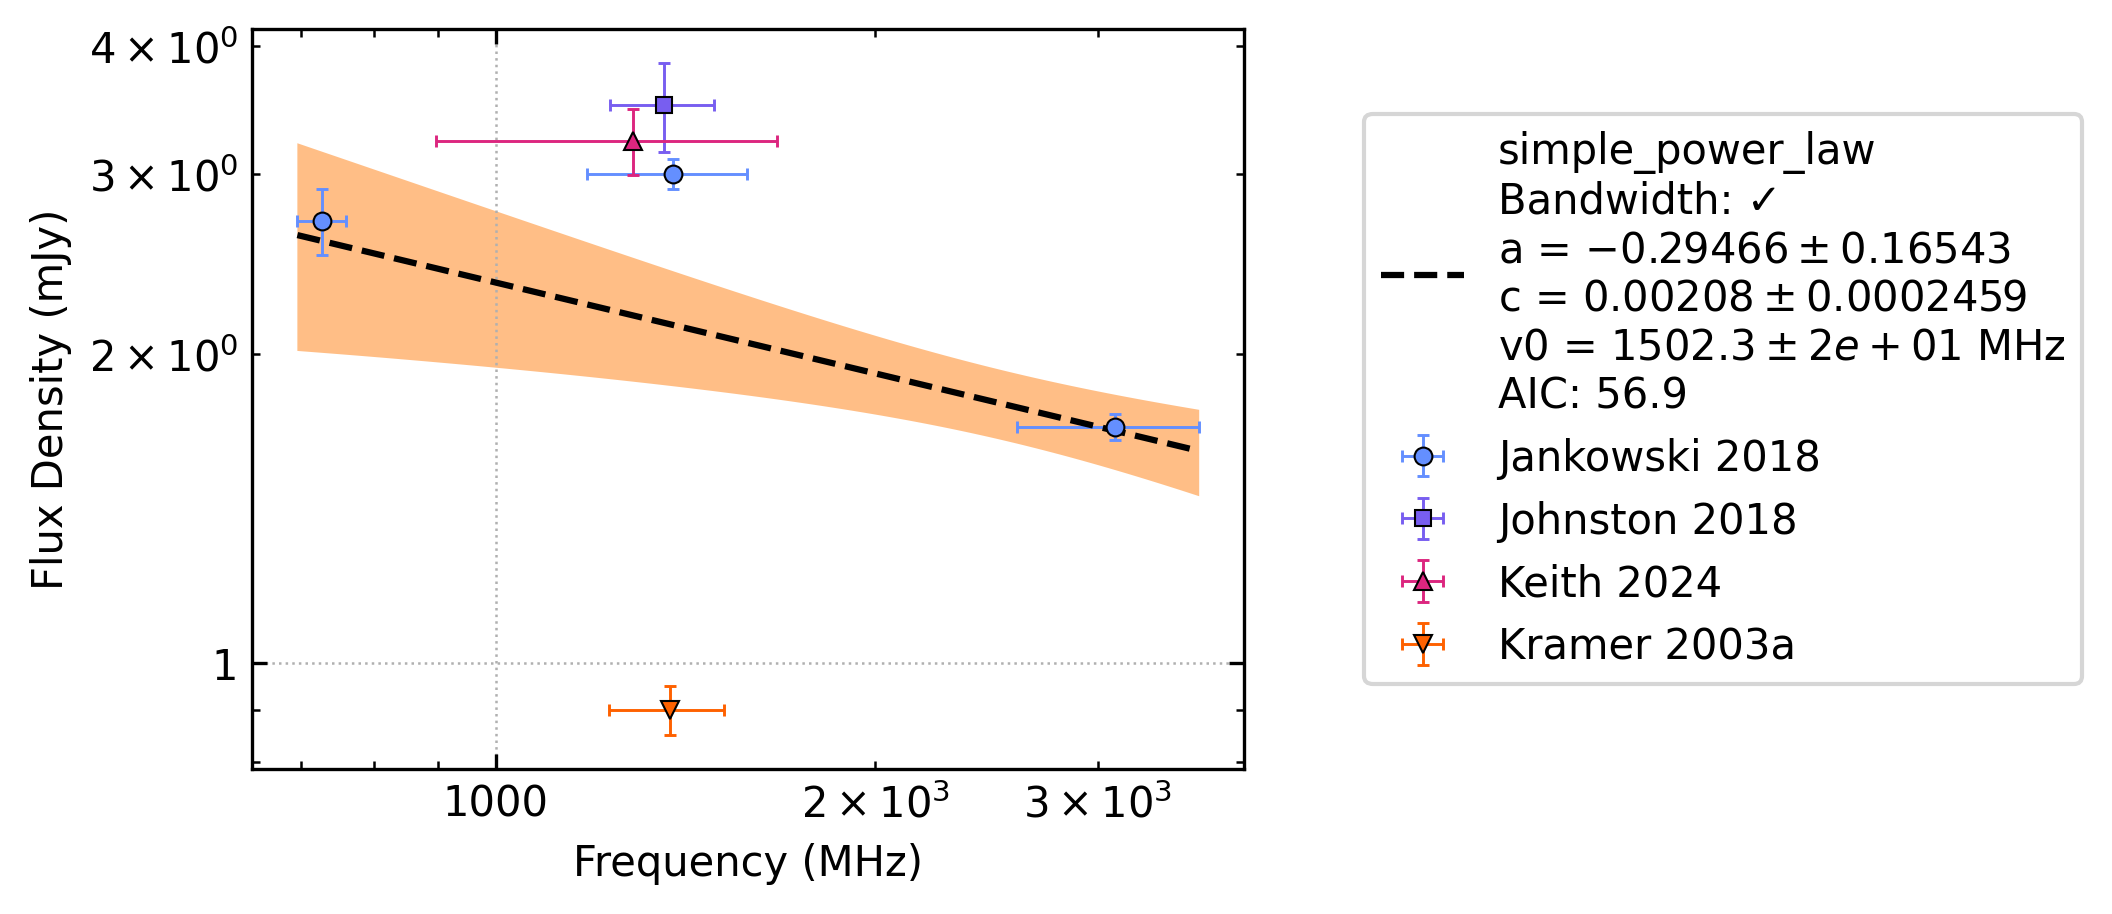 4 × 10⁰
3 × 10⁰
2 × 10⁰
1
Flux Density (mJy)
1000
2 × 10³
3 × 10³
Frequency (MHz)
simple_power_law
Bandwidth: ✓
a = −0.29466 ± 0.16543
c = 0.00208 ± 0.0002459
v0 = 1502.3 ± 2e + 01 MHz
AIC: 56.9
Jankowski 2018
Johnston 2018
Keith 2024
Kramer 2003a